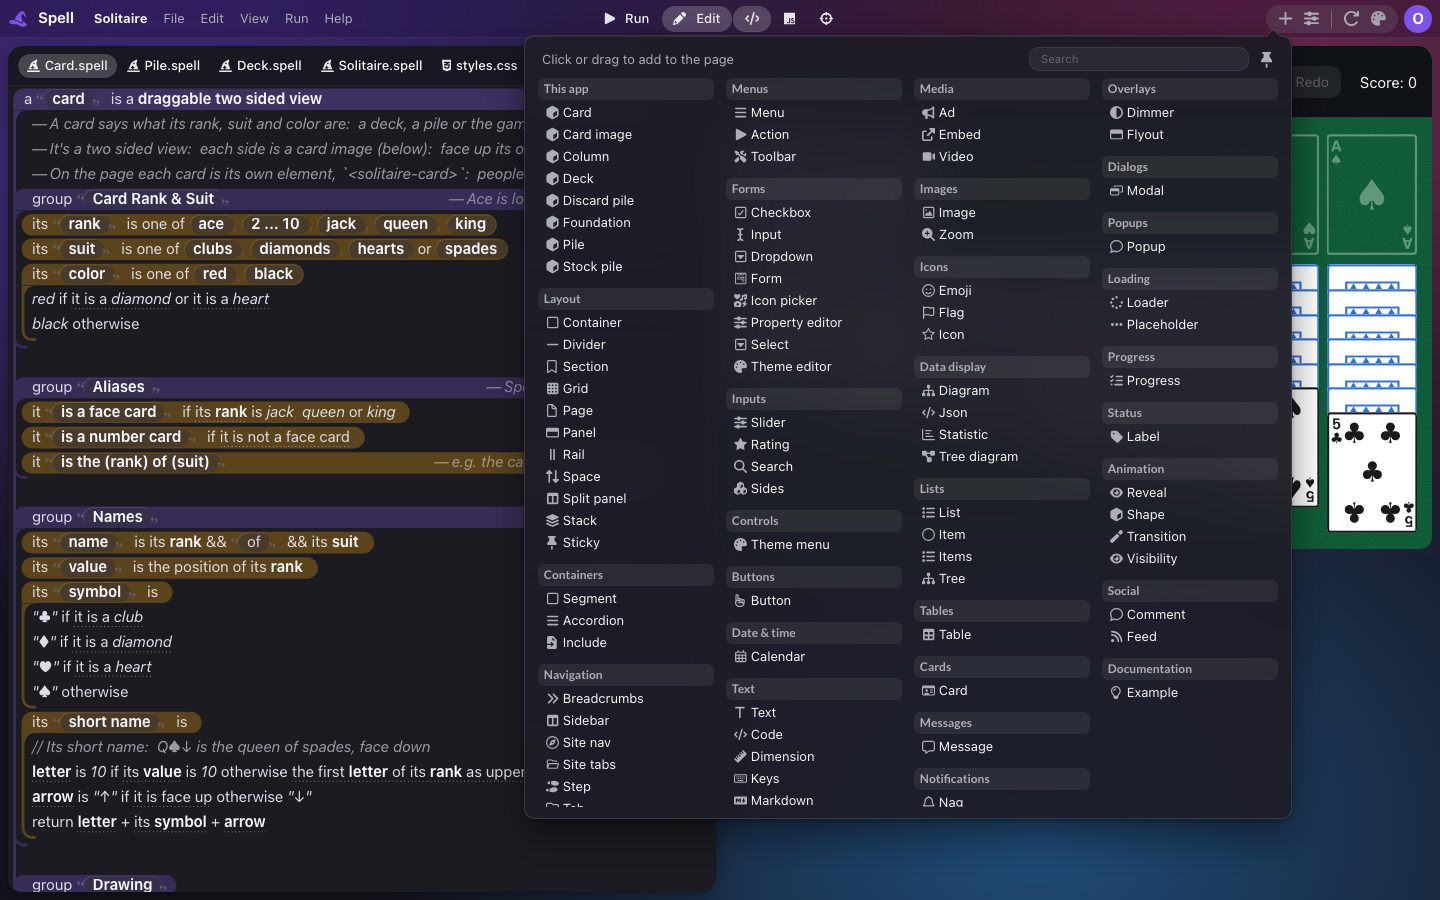 Spell Solitaire File Edit View Run Help Run Edit JS O
Card.spell Pile.spell Deck.spell Solitaire.spell styles.css
a “ card ” is a draggable two sided view
— A card says what its rank, suit and color are: a deck, a pile or the gam
— It's a two sided view: each side is a card image (below): face up its o
— On the page each card is its own element, `<solitaire-card>`: people
group “ Card Rank & Suit ” — Ace is lo
its “ rank ” is one of ace 2 ... 10 jack queen king
its “ suit ” is one of clubs diamonds hearts or spades
its “ color ” is one of red black
red if it is a diamond or it is a heart
black otherwise
group “ Aliases ” — Spe
it “ is a face card if its rank is jack queen or king
it “ is a number card if it is not a face card
it “ is the (rank) of (suit) ” — e.g. the ca
group “ Names ”
its “ name ” is its rank && “ of ” && its suit
its “ value ” is the position of its rank
its “ symbol ” is
"♣" if it is a club
"♦" if it is a diamond
"♥" if it is a heart
"♠" otherwise
its “ short name ” is
// Its short name: Q♠↓ is the queen of spades, face down
letter is 10 if its value is 10 otherwise the first letter of its rank as upper
arrow is "↑" if it is face up otherwise "↓"
return letter + its symbol + arrow
group “ Drawing ”
Click or drag to add to the page
Search
This app
Card
Card image
Column
Deck
Discard pile
Foundation
Pile
Stock pile
Layout
Container
Divider
Section
Grid
Page
Panel
Rail
Space
Split panel
Stack
Sticky
Containers
Segment
Accordion
Include
Navigation
Breadcrumbs
Sidebar
Site nav
Site tabs
Step
Tab
Menus
Menu
Action
Toolbar
Forms
Checkbox
Input
Dropdown
Form
Icon picker
Property editor
Select
Theme editor
Inputs
Slider
Rating
Search
Sides
Controls
Theme menu
Buttons
Button
Date & time
Calendar
Text
Text
Code
Dimension
Keys
Markdown
Media
Ad
Embed
Video
Images
Image
Zoom
Icons
Emoji
Flag
Icon
Data display
Diagram
Json
Statistic
Tree diagram
Lists
List
Item
Items
Tree
Tables
Table
Cards
Card
Messages
Message
Notifications
Nag
Overlays
Dimmer
Flyout
Dialogs
Modal
Popups
Popup
Loading
Loader
Placeholder
Progress
Progress
Status
Label
Animation
Reveal
Shape
Transition
Visibility
Social
Comment
Feed
Documentation
Example
Redo Score: 0
A
A
5
5
5